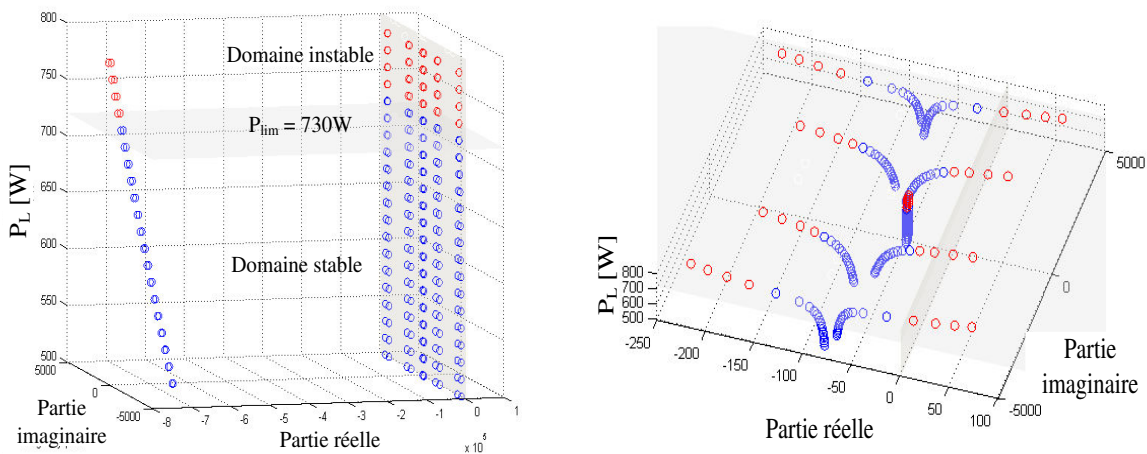 800
750
700
650
600
550
500
P_L [W]
Domaine instable
P_lim = 730W
Domaine stable
5000
0
-5000
-8
-7
-6
-5
-4
-3
-2
-1
0
1
x 10^5
Partie
imaginaire
Partie réelle
P_L [W]
800
700
600
500
-250
-200
-150
-100
-50
0
50
100
5000
0
-5000
Partie
imaginaire
Partie réelle